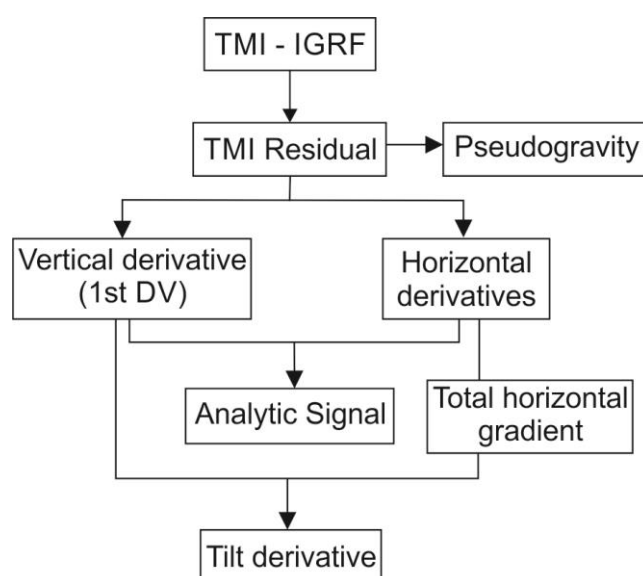 TMI - IGRF
TMI Residual
Pseudogravity
Vertical derivative
(1st DV)
Horizontal
derivatives
Analytic Signal
Total horizontal
gradient
Tilt derivative